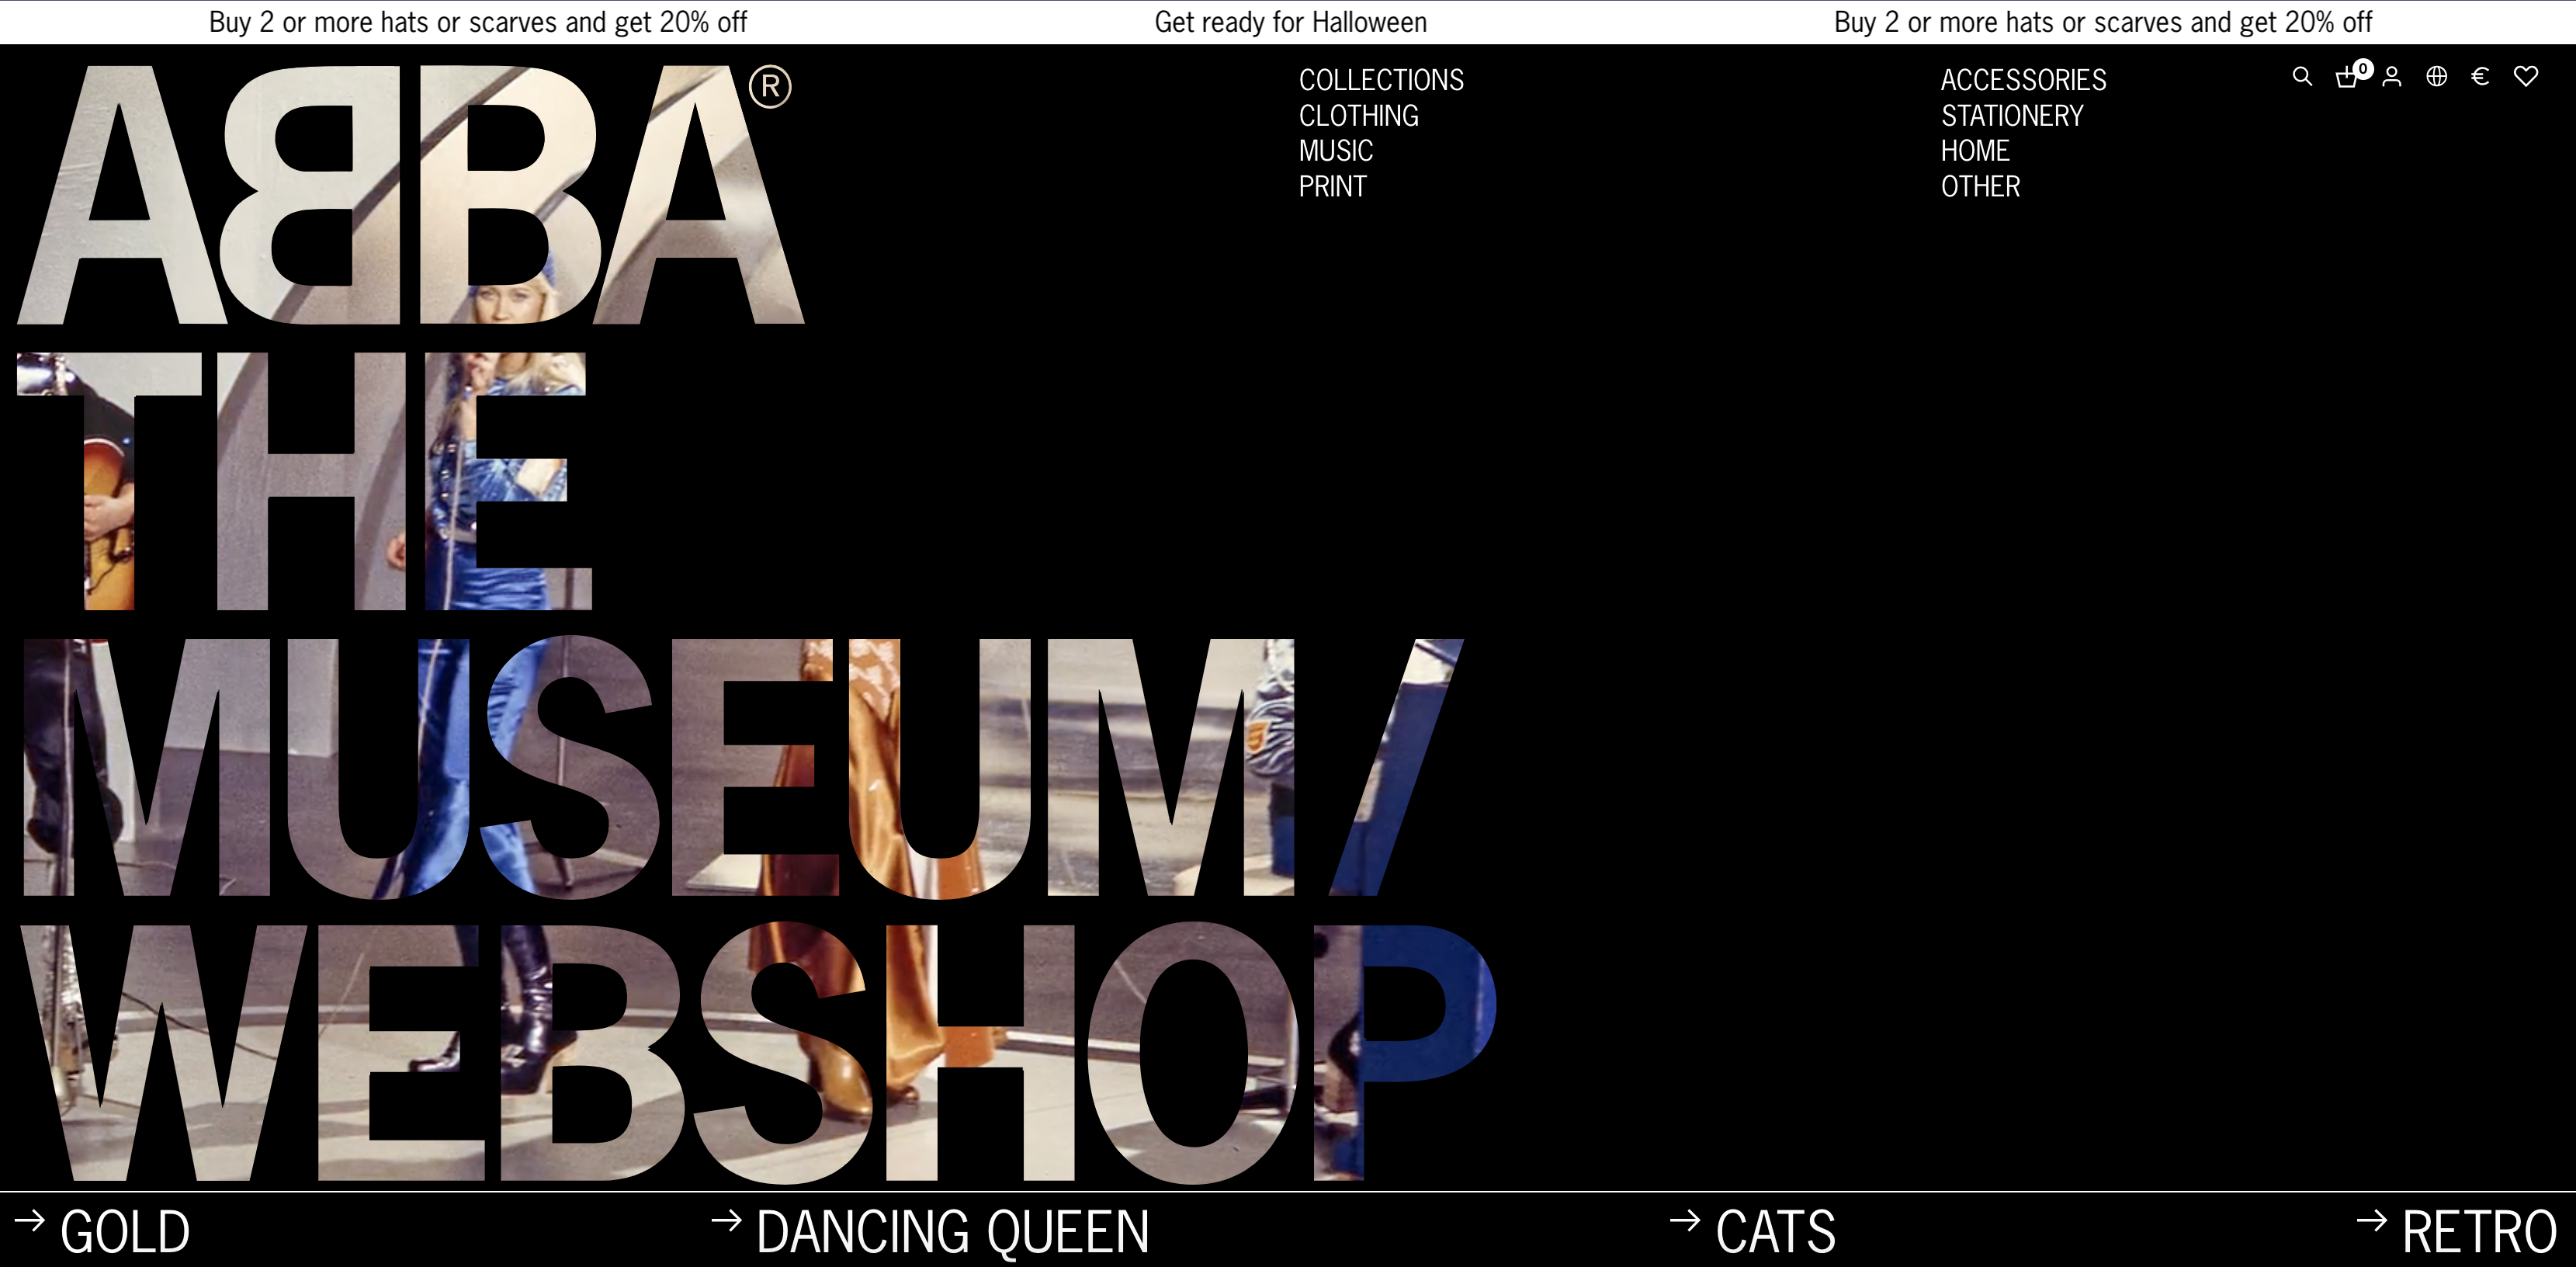 Buy 2 or more hats or scarves and get 20% off
Get ready for Halloween
Buy 2 or more hats or scarves and get 20% off
ABBA®
THE
MUSEUM /
WEBSHOP
COLLECTIONS
CLOTHING
MUSIC
PRINT
ACCESSORIES
STATIONERY
HOME
OTHER
0
€
→ GOLD
→ DANCING QUEEN
→ CATS
→ RETRO